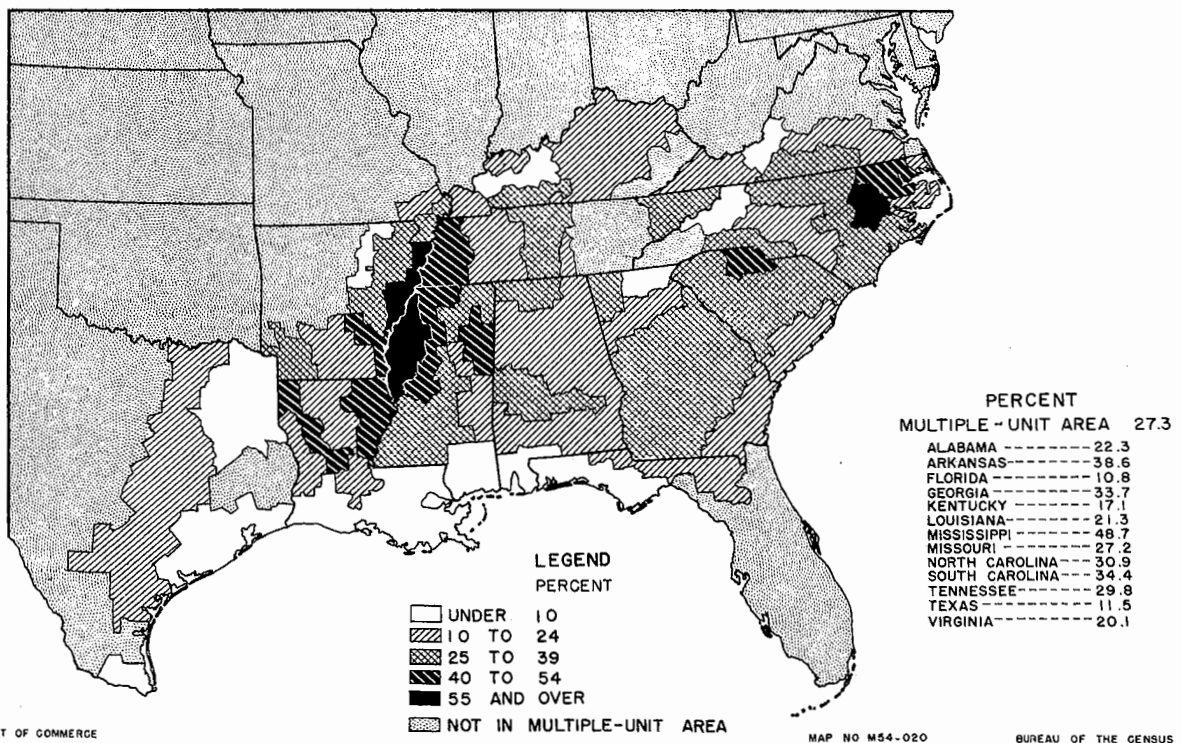 PERCENT
MULTIPLE-UNIT AREA 27.3
ALABAMA ---------- 22.3
ARKANSAS--------- 38.6
FLORIDA ---------- 10.8
GEORGIA ---------- 33.7
KENTUCKY -------- 17.1
LOUISIANA-------- 21.3
MISSISSIPPI ------- 48.7
MISSOURI --------- 27.2
NORTH CAROLINA---- 30.9
SOUTH CAROLINA---- 34.4
TENNESSEE-------- 29.8
TEXAS ------------ 11.5
VIRGINIA---------- 20.1
LEGEND
PERCENT
UNDER 10
10 TO 24
25 TO 39
40 TO 54
55 AND OVER
NOT IN MULTIPLE-UNIT AREA
T OF COMMERCE
MAP NO M54-020
BUREAU OF THE CENSUS